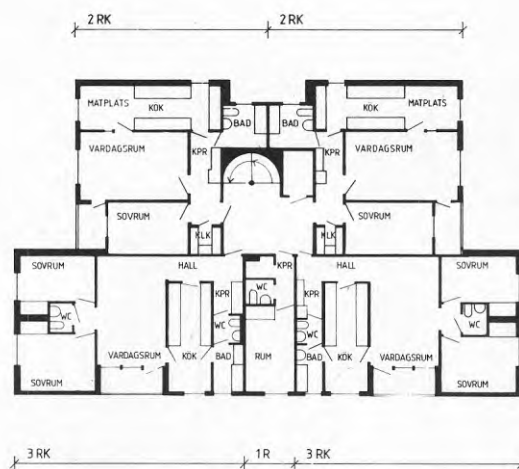 2 RK 2 RK
MATPLATS KÖK BAD BAD KÖK MATPLATS
VARDAGSRUM KPR KPR VARDAGSRUM
SOVRUM SOVRUM
KLK KLK
SOVRUM HALL KPR HALL SOVRUM
WC KPR WC KPR WC
WC WC
VARDAGSRUM KÖK BAD RUM BAD KÖK VARDAGSRUM
SOVRUM SOVRUM
3 RK 1 R 3 RK